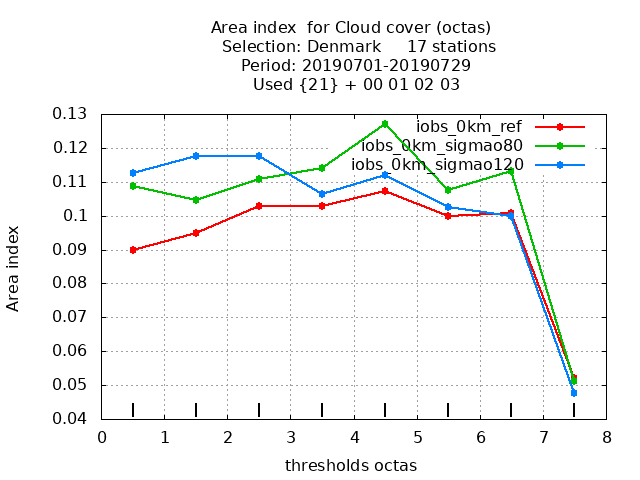 Area index  for Cloud cover (octas)
Selection: Denmark     17 stations
Period: 20190701-20190729
Used {21} + 00 01 02 03
iobs_0km_ref
iobs_0km_sigmao80
iobs_0km_sigmao120
0.13
0.12
0.11
0.1
0.09
0.08
0.07
0.06
0.05
0.04
Area index
0 1 2 3 4 5 6 7 8
thresholds octas